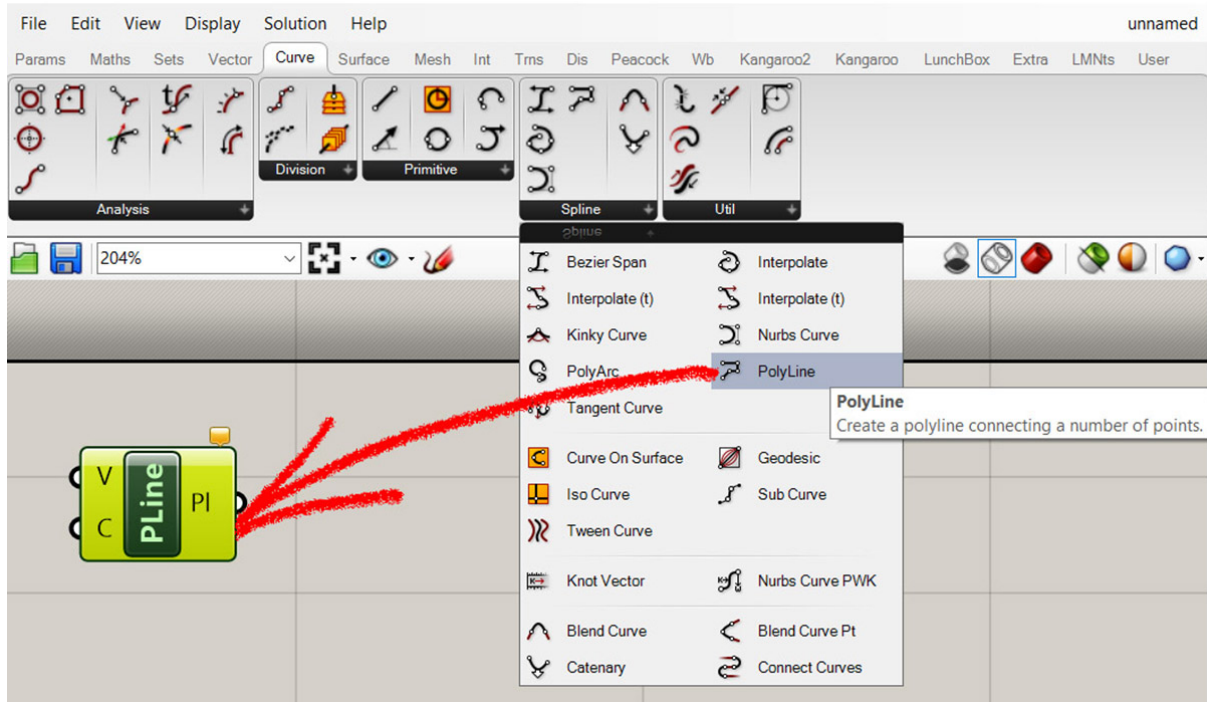 File Edit View Display Solution Help unnamed
Params Maths Sets Vector Curve Surface Mesh Int Trns Dis Peacock Wb Kangaroo2 Kangaroo LunchBox Extra LMNts User
Division Primitive
Analysis Spline Util
Spline
204%
Bezier Span Interpolate
Interpolate (t) Interpolate (t)
Kinky Curve Nurbs Curve
PolyArc PolyLine
PolyLine
Tangent Curve
Create a polyline connecting a number of points.
Curve On Surface Geodesic
Iso Curve Sub Curve
Tween Curve
Knot Vector Nurbs Curve PWK
Blend Curve Blend Curve Pt
Catenary Connect Curves
V
PLine
Pl
C